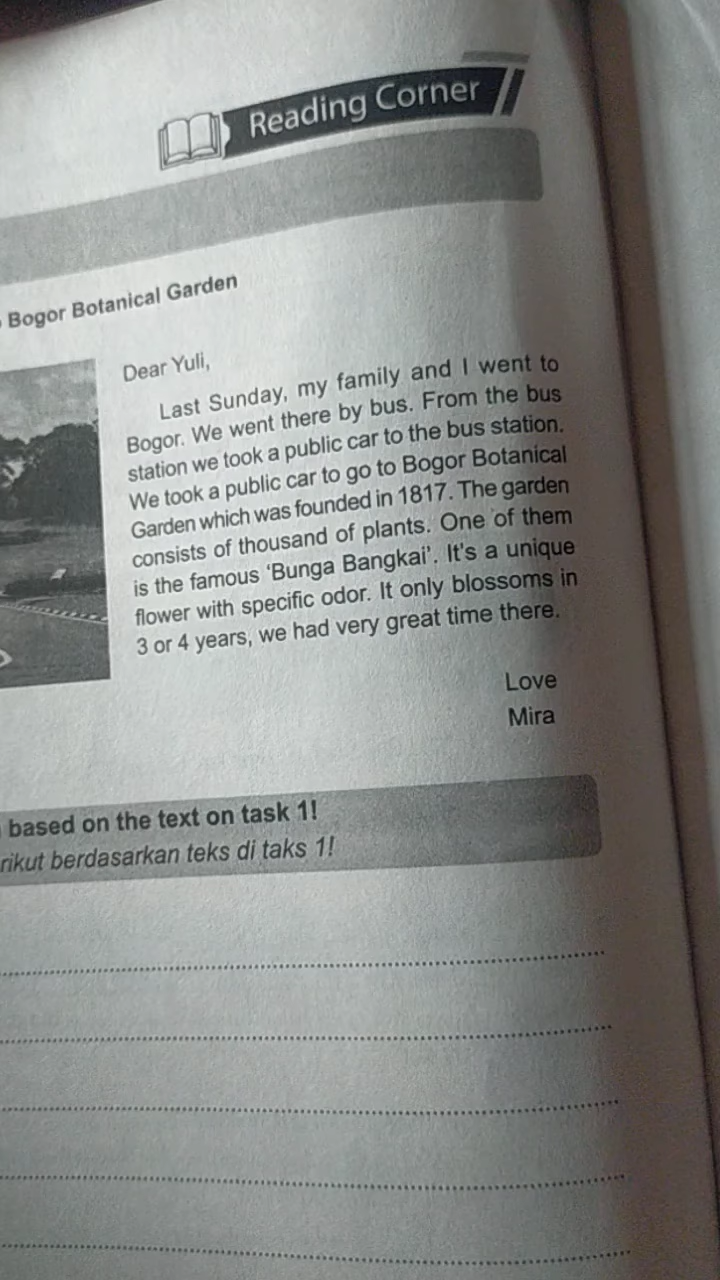 Reading Corner
Bogor Botanical Garden
Dear Yuli,
Last Sunday, my family and I went to
Bogor. We went there by bus. From the bus
station we took a public car to the bus station.
We took a public car to go to Bogor Botanical
Garden which was founded in 1817. The garden
consists of thousand of plants. One of them
is the famous ‘Bunga Bangkai’. It's a unique
flower with specific odor. It only blossoms in
3 or 4 years, we had very great time there.
Love
Mira
based on the text on task 1!
rikut berdasarkan teks di taks 1!